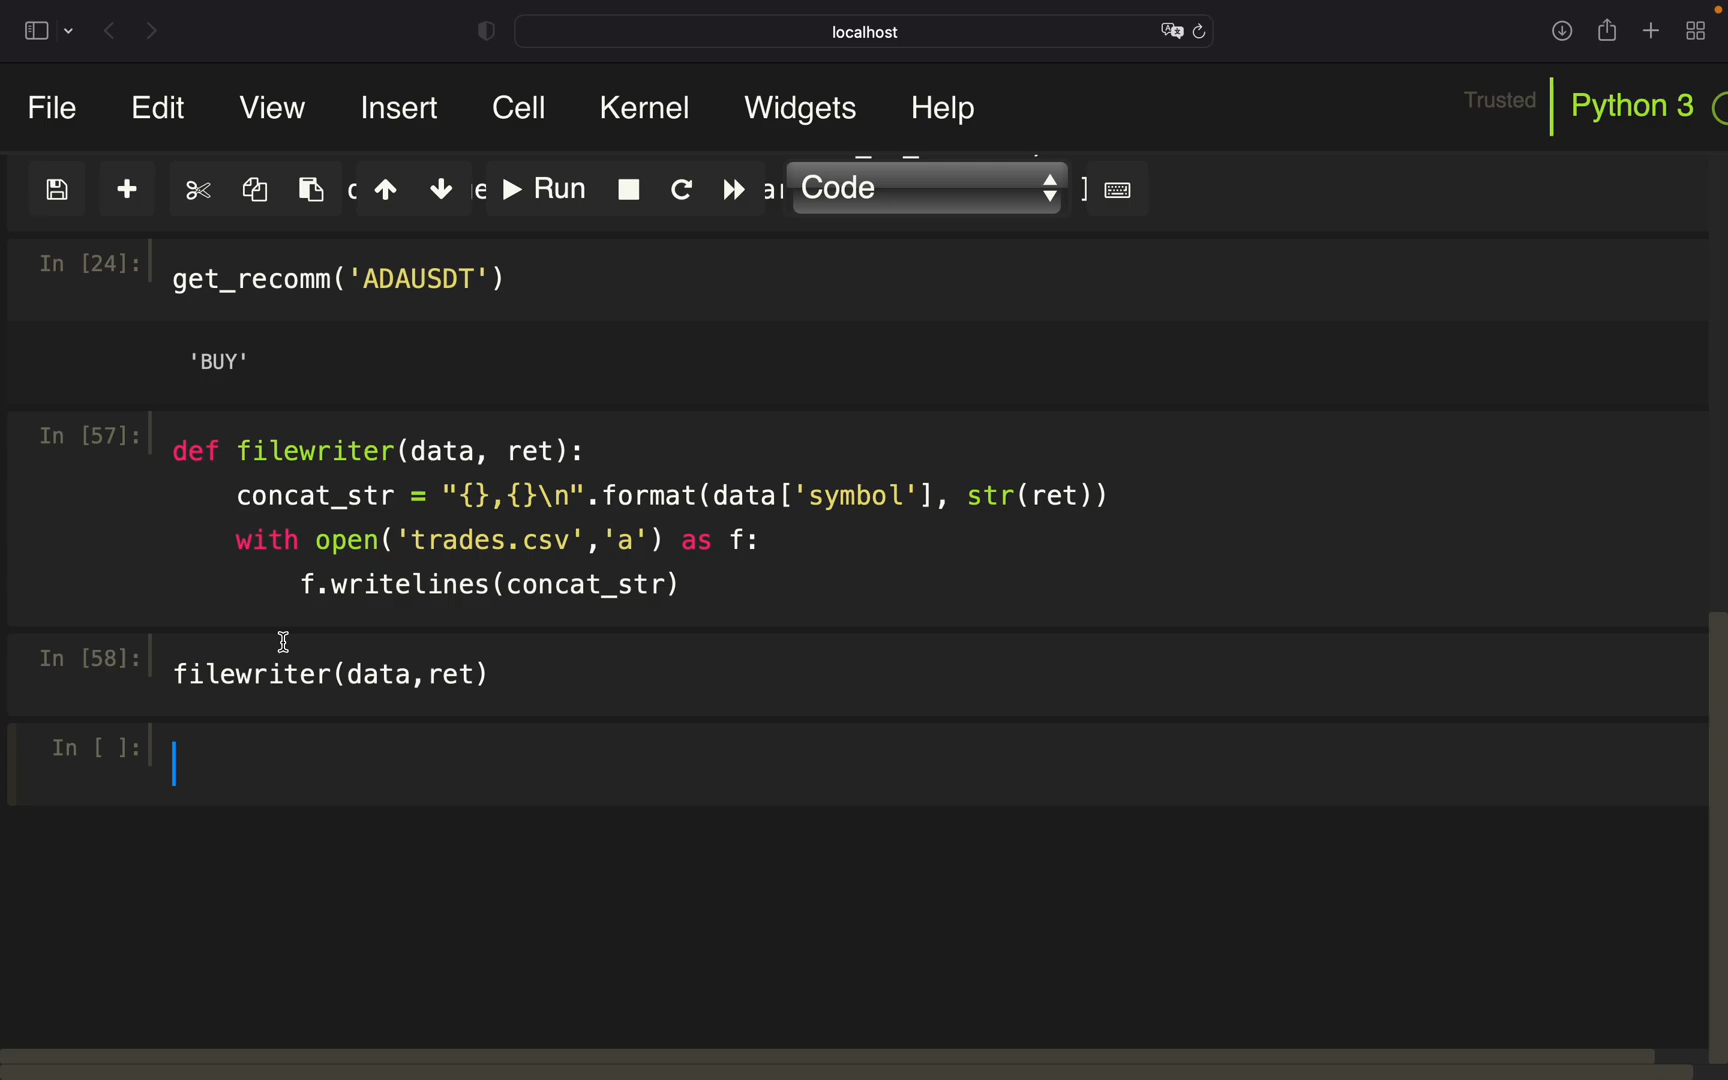 localhost
File Edit View Insert Cell Kernel Widgets Help Trusted Python 3
Run Code ]
In [24]: get_recomm('ADAUSDT')
'BUY'
In [57]: def filewriter(data, ret):
concat_str = "{},{}\n".format(data['symbol'], str(ret))
with open('trades.csv','a') as f:
f.writelines(concat_str)
In [58]: filewriter(data,ret)
In [ ]: